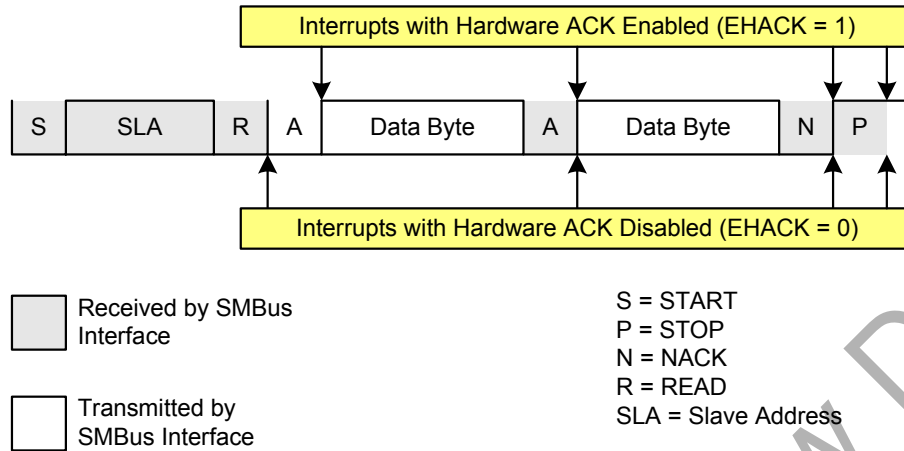 Interrupts with Hardware ACK Enabled (EHACK = 1)
S SLA R A Data Byte A Data Byte N P
Interrupts with Hardware ACK Disabled (EHACK = 0)
Received by SMBus
Interface
Transmitted by
SMBus Interface
S = START
P = STOP
N = NACK
R = READ
SLA = Slave Address
w D